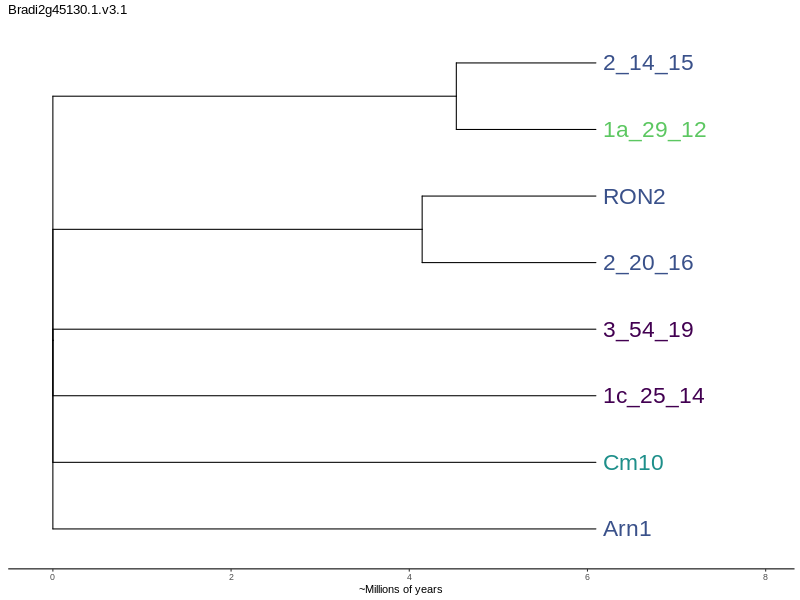 Bradi2g45130.1.v3.1
2_14_15
1a_29_12
RON2
2_20_16
3_54_19
1c_25_14
Cm10
Arn1
0 2 4 6 8
~Millions of years